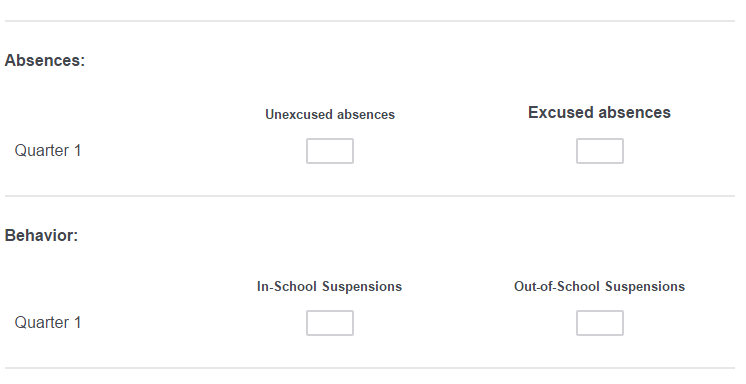 Absences:
Unexcused absences Excused absences
Quarter 1
Behavior:
In-School Suspensions Out-of-School Suspensions
Quarter 1